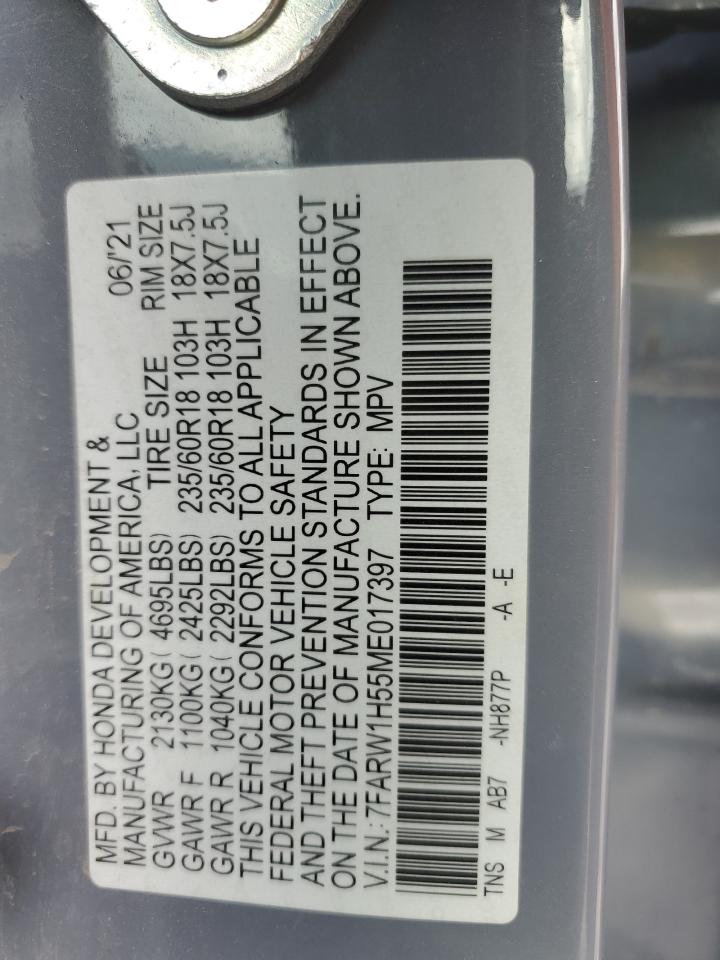 MFD. BY HONDA DEVELOPMENT &
MANUFACTURING OF AMERICA, LLC 06/'21
GVWR 2130KG( 4695LBS) TIRE SIZE RIM SIZE
GAWR F 1100KG( 2425LBS) 235/60R18 103H 18X7.5J
GAWR R 1040KG( 2292LBS) 235/60R18 103H 18X7.5J
THIS VEHICLE CONFORMS TO ALL APPLICABLE
FEDERAL MOTOR VEHICLE SAFETY
AND THEFT PREVENTION STANDARDS IN EFFECT
ON THE DATE OF MANUFACTURE SHOWN ABOVE.
V.I.N.: 7FARW1H55ME017397 TYPE: MPV
TNS M AB7 -NH877P -A -E